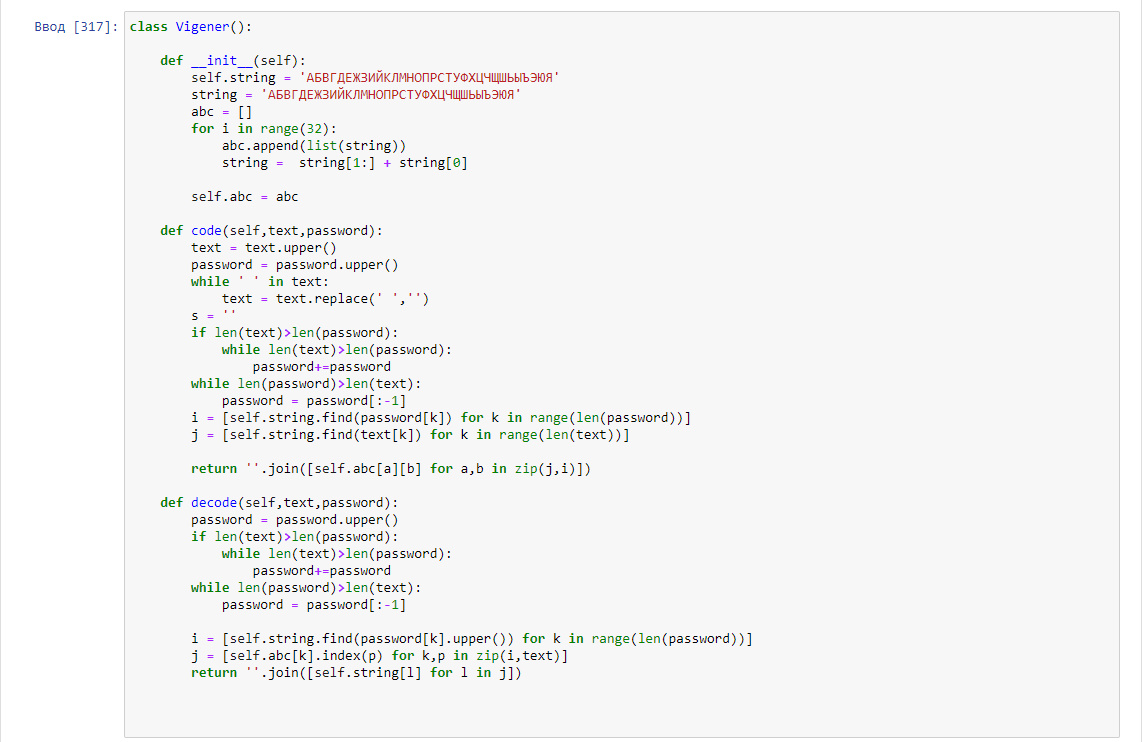 Ввод [317]: class Vigener():
def __init__(self):
self.string = 'АБВГДЕЖЗИЙКЛМНОПРСТУФХЦЧЩШЬЫЪЭЮЯ'
string = 'АБВГДЕЖЗИЙКЛМНОПРСТУФХЦЧЩШЬЫЪЭЮЯ'
abc = []
for i in range(32):
abc.append(list(string))
string =  string[1:] + string[0]
self.abc = abc
def code(self,text,password):
text = text.upper()
password = password.upper()
while ' ' in text:
text = text.replace(' ','')
s = ''
if len(text)>len(password):
while len(text)>len(password):
password+=password
while len(password)>len(text):
password = password[:-1]
i = [self.string.find(password[k]) for k in range(len(password))]
j = [self.string.find(text[k]) for k in range(len(text))]
return ''.join([self.abc[a][b] for a,b in zip(j,i)])
def decode(self,text,password):
password = password.upper()
if len(text)>len(password):
while len(text)>len(password):
password+=password
while len(password)>len(text):
password = password[:-1]
i = [self.string.find(password[k].upper()) for k in range(len(password))]
j = [self.abc[k].index(p) for k,p in zip(i,text)]
return ''.join([self.string[l] for l in j])